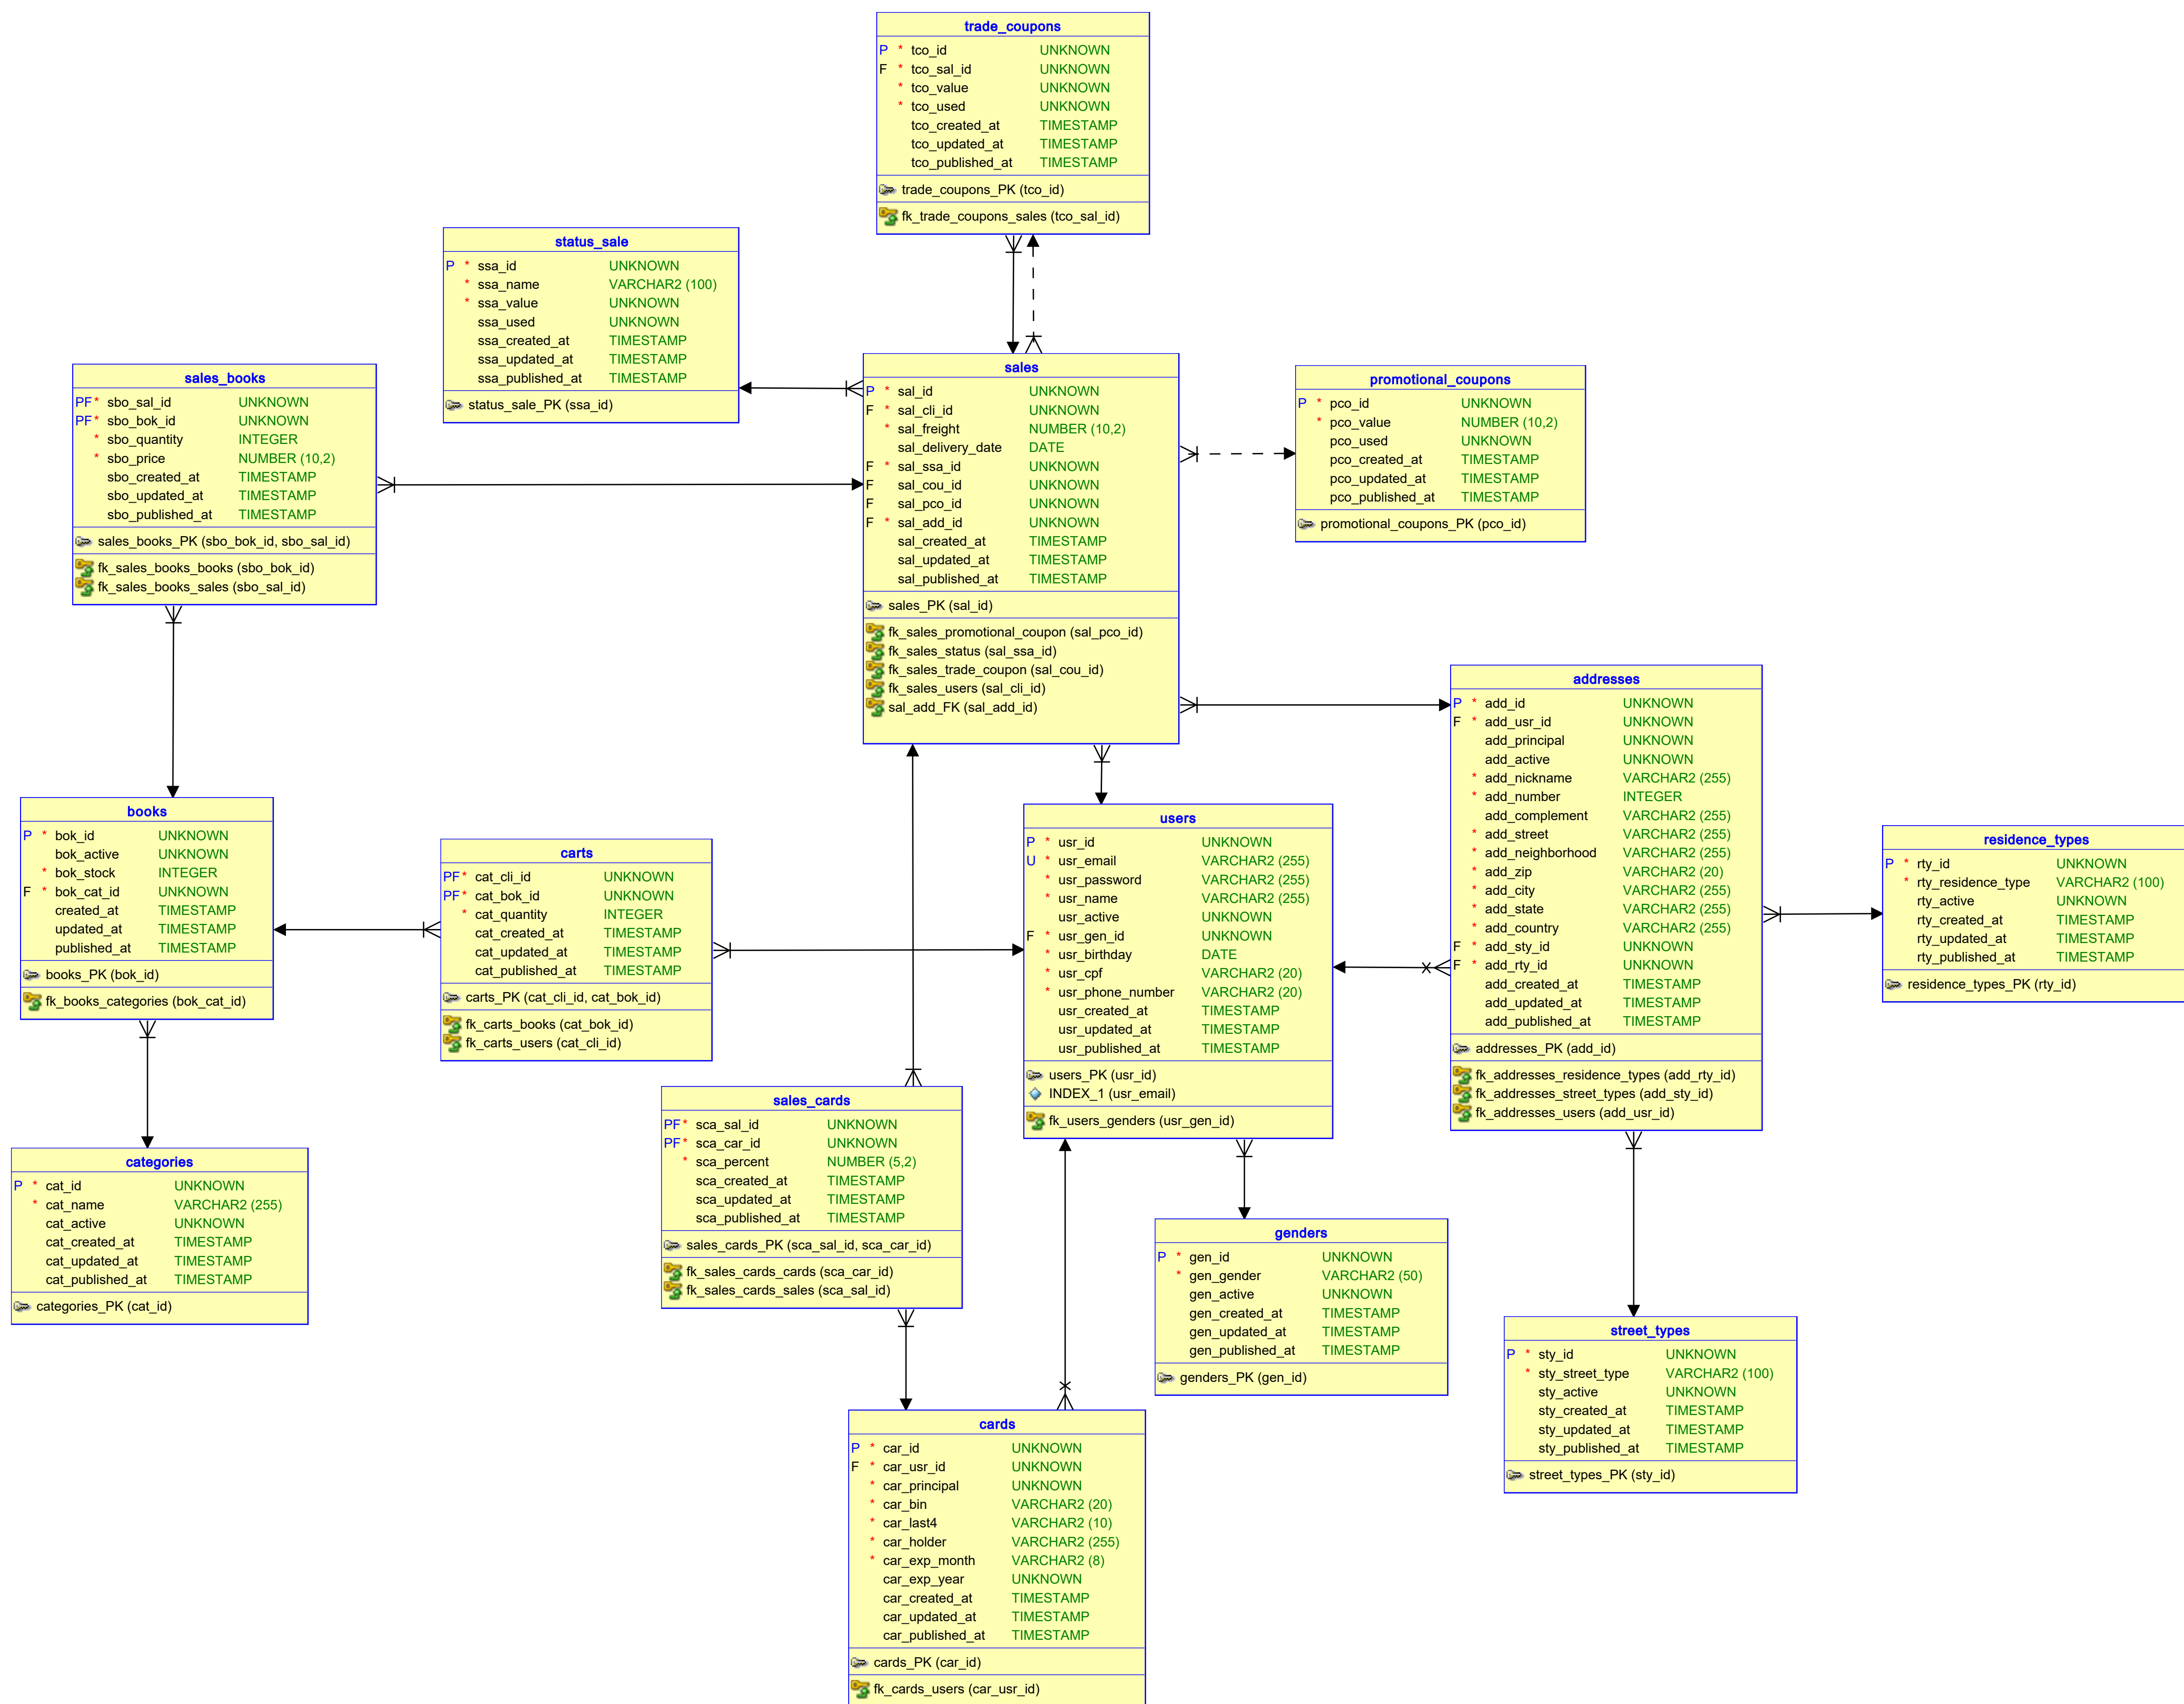 trade_coupons
P * tco_id UNKNOWN
F * tco_sal_id UNKNOWN
* tco_value UNKNOWN
* tco_used UNKNOWN
tco_created_at TIMESTAMP
tco_updated_at TIMESTAMP
tco_published_at TIMESTAMP
trade_coupons_PK (tco_id)
fk_trade_coupons_sales (tco_sal_id)
status_sale
P * ssa_id UNKNOWN
* ssa_name VARCHAR2 (100)
* ssa_value UNKNOWN
ssa_used UNKNOWN
ssa_created_at TIMESTAMP
ssa_updated_at TIMESTAMP
ssa_published_at TIMESTAMP
status_sale_PK (ssa_id)
sales
P * sal_id UNKNOWN
F * sal_cli_id UNKNOWN
* sal_freight NUMBER (10,2)
sal_delivery_date DATE
F * sal_ssa_id UNKNOWN
F sal_cou_id UNKNOWN
F sal_pco_id UNKNOWN
F * sal_add_id UNKNOWN
sal_created_at TIMESTAMP
sal_updated_at TIMESTAMP
sal_published_at TIMESTAMP
sales_PK (sal_id)
fk_sales_promotional_coupon (sal_pco_id)
fk_sales_status (sal_ssa_id)
fk_sales_trade_coupon (sal_cou_id)
fk_sales_users (sal_cli_id)
sal_add_FK (sal_add_id)
sales_books
PF* sbo_sal_id UNKNOWN
PF* sbo_bok_id UNKNOWN
* sbo_quantity INTEGER
* sbo_price NUMBER (10,2)
sbo_created_at TIMESTAMP
sbo_updated_at TIMESTAMP
sbo_published_at TIMESTAMP
sales_books_PK (sbo_bok_id, sbo_sal_id)
fk_sales_books_books (sbo_bok_id)
fk_sales_books_sales (sbo_sal_id)
promotional_coupons
P * pco_id UNKNOWN
* pco_value NUMBER (10,2)
pco_used UNKNOWN
pco_created_at TIMESTAMP
pco_updated_at TIMESTAMP
pco_published_at TIMESTAMP
promotional_coupons_PK (pco_id)
addresses
P * add_id UNKNOWN
F * add_usr_id UNKNOWN
add_principal UNKNOWN
add_active UNKNOWN
* add_nickname VARCHAR2 (255)
* add_number INTEGER
add_complement VARCHAR2 (255)
* add_street VARCHAR2 (255)
* add_neighborhood VARCHAR2 (255)
* add_zip VARCHAR2 (20)
* add_city VARCHAR2 (255)
* add_state VARCHAR2 (255)
* add_country VARCHAR2 (255)
F * add_sty_id UNKNOWN
F * add_rty_id UNKNOWN
add_created_at TIMESTAMP
add_updated_at TIMESTAMP
add_published_at TIMESTAMP
addresses_PK (add_id)
fk_addresses_residence_types (add_rty_id)
fk_addresses_street_types (add_sty_id)
fk_addresses_users (add_usr_id)
books
P * bok_id UNKNOWN
bok_active UNKNOWN
bok_stock INTEGER
F * bok_cat_id UNKNOWN
created_at TIMESTAMP
updated_at TIMESTAMP
published_at TIMESTAMP
books_PK (bok_id)
fk_books_categories (bok_cat_id)
carts
PF* cat_cli_id UNKNOWN
PF* cat_bok_id UNKNOWN
* cat_quantity INTEGER
cat_created_at TIMESTAMP
cat_updated_at TIMESTAMP
cat_published_at TIMESTAMP
carts_PK (cat_cli_id, cat_bok_id)
fk_carts_books (cat_bok_id)
fk_carts_users (cat_cli_id)
users
P * usr_id UNKNOWN
U * usr_email VARCHAR2 (255)
* usr_password VARCHAR2 (255)
* usr_name VARCHAR2 (255)
usr_active UNKNOWN
F * usr_gen_id UNKNOWN
* usr_birthday DATE
* usr_cpf VARCHAR2 (20)
* usr_phone_number VARCHAR2 (20)
usr_created_at TIMESTAMP
usr_updated_at TIMESTAMP
usr_published_at TIMESTAMP
users_PK (usr_id)
INDEX_1 (usr_email)
fk_users_genders (usr_gen_id)
residence_types
P * rty_id UNKNOWN
* rty_residence_type VARCHAR2 (100)
rty_active UNKNOWN
rty_created_at TIMESTAMP
rty_updated_at TIMESTAMP
rty_published_at TIMESTAMP
residence_types_PK (rty_id)
categories
P * cat_id UNKNOWN
* cat_name VARCHAR2 (255)
cat_active UNKNOWN
cat_created_at TIMESTAMP
cat_updated_at TIMESTAMP
cat_published_at TIMESTAMP
categories_PK (cat_id)
sales_cards
PF* sca_sal_id UNKNOWN
PF* sca_car_id UNKNOWN
* sca_percent NUMBER (5,2)
sca_created_at TIMESTAMP
sca_updated_at TIMESTAMP
sca_published_at TIMESTAMP
sales_cards_PK (sca_sal_id, sca_car_id)
fk_sales_cards_cards (sca_car_id)
fk_sales_cards_sales (sca_sal_id)
genders
P * gen_id UNKNOWN
* gen_gender VARCHAR2 (50)
gen_active UNKNOWN
gen_created_at TIMESTAMP
gen_updated_at TIMESTAMP
gen_published_at TIMESTAMP
genders_PK (gen_id)
street_types
P * sty_id UNKNOWN
* sty_street_type VARCHAR2 (100)
sty_active UNKNOWN
sty_created_at TIMESTAMP
sty_updated_at TIMESTAMP
sty_published_at TIMESTAMP
street_types_PK (sty_id)
cards
P * car_id UNKNOWN
F * car_usr_id UNKNOWN
* car_principal UNKNOWN
* car_bin VARCHAR2 (20)
* car_last4 VARCHAR2 (10)
* car_holder VARCHAR2 (255)
* car_exp_month VARCHAR2 (8)
car_exp_year UNKNOWN
car_created_at TIMESTAMP
car_updated_at TIMESTAMP
car_published_at TIMESTAMP
cards_PK (car_id)
fk_cards_users (car_usr_id)